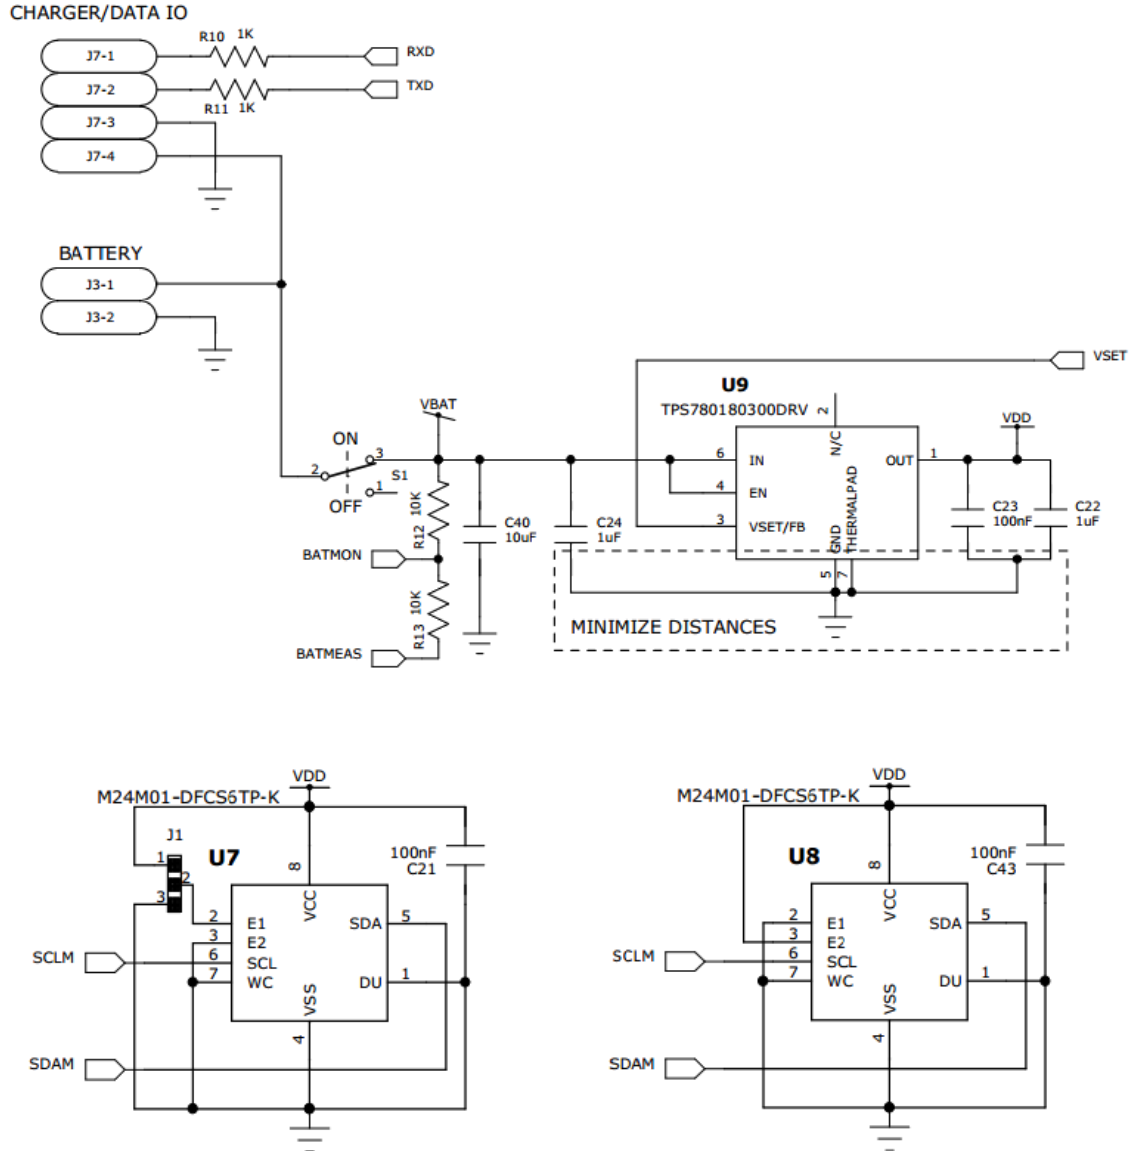 CHARGER/DATA IO
R10 1K
J7-1
RXD
J7-2
TXD
R11 1K
J7-3
J7-4
BATTERY
J3-1
J3-2
VSET
U9
VBAT
TPS780180300DRV
2
VDD
ON
3
2
6 IN
N/C
OUT 1
S1
1
4 EN
OFF
10K
R12
C40
10uF
C24
1uF
3 VSET/FB
GND
THERMALPAD
C23
100nF
C22
1uF
BATMON
5
7
10K
R13
MINIMIZE DISTANCES
BATMEAS
VDD
M24M01-DFCS6TP-K
J1
1
U7
2
3
8
100nF
C21
VCC
2 E1
SDA 5
3 E2
SCLM
6 SCL
7 WC
DU 1
VSS
4
SDAM
VDD
M24M01-DFCS6TP-K
U8
8
100nF
C43
VCC
2 E1
SDA 5
3 E2
SCLM
6 SCL
7 WC
DU 1
VSS
4
SDAM